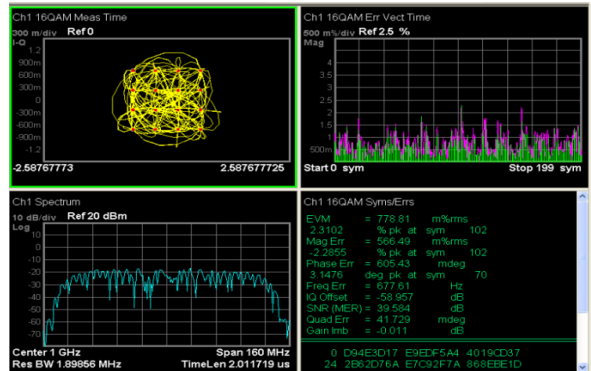 Ch1 16QAM Meas Time
300 m/div Ref 0
I-Q
1.2
900m
600m
300m
0
-300m
-600m
-900m
-1.2
-2.58767773 2.587677725
Ch1 16QAM Err Vect Time
500 m%/div Ref 2.5 %
Mag
4
3.5
3
2.5
2
1.5
1
500m
Start 0 sym Stop 199 sym
Ch1 Spectrum
10 dB/div Ref 20 dBm
Log
10
0
-10
-20
-30
-40
-50
-60
-70
Center 1 GHz Span 160 MHz
Res BW 1.89856 MHz TimeLen 2.011719 us
Ch1 16QAM Syms/Errs
EVM = 778.81 m%rms
2.3102 % pk at sym 102
Mag Err = 566.49 m%rms
-2.2855 % pk at sym 102
Phase Err = 605.43 mdeg
3.1476 deg pk at sym 70
Freq Err = 677.61 Hz
IQ Offset = -58.957 dB
SNR (MER) = 39.584 dB
Quad Err = -41.729 mdeg
Gain Imb = -0.011 dB
0 D94E3D17 E9EDF5A4 4019CD37
24 2B62D76A E7C92F7A 868EBE1D